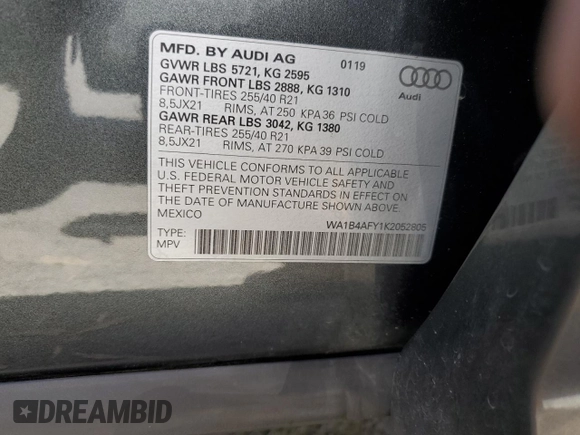 MFD. BY AUDI AG 0119
GVWR LBS 5721, KG 2595
GAWR FRONT LBS 2888, KG 1310
FRONT-TIRES 255/40 R21
8,5JX21 RIMS, AT 250 KPA 36 PSI COLD
GAWR REAR LBS 3042, KG 1380
REAR-TIRES 255/40 R21
8,5JX21 RIMS, AT 270 KPA 39 PSI COLD
Audi
THIS VEHICLE CONFORMS TO ALL APPLICABLE
U.S. FEDERAL MOTOR VEHICLE SAFETY AND
THEFT PREVENTION STANDARDS IN EFFECT ON
THE DATE OF MANUFACTURE SHOWN ABOVE.
MEXICO WA1B4AFY1K2052805
TYPE:
MPV
DREAMBID